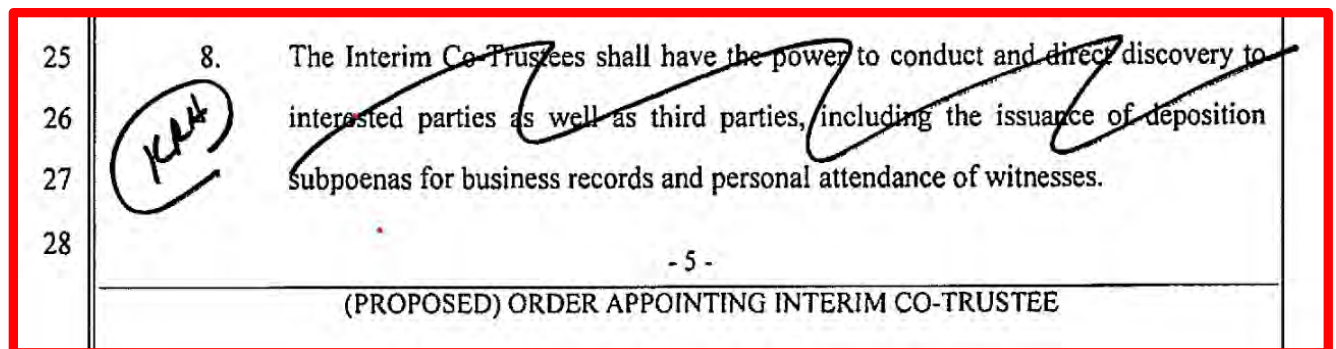 25 8. The Interim Co-Trustees shall have the power to conduct and direct discovery to
26 interested parties as well as third parties, including the issuance of deposition
KRH
27 subpoenas for business records and personal attendance of witnesses.
28
- 5 -
(PROPOSED) ORDER APPOINTING INTERIM CO-TRUSTEE